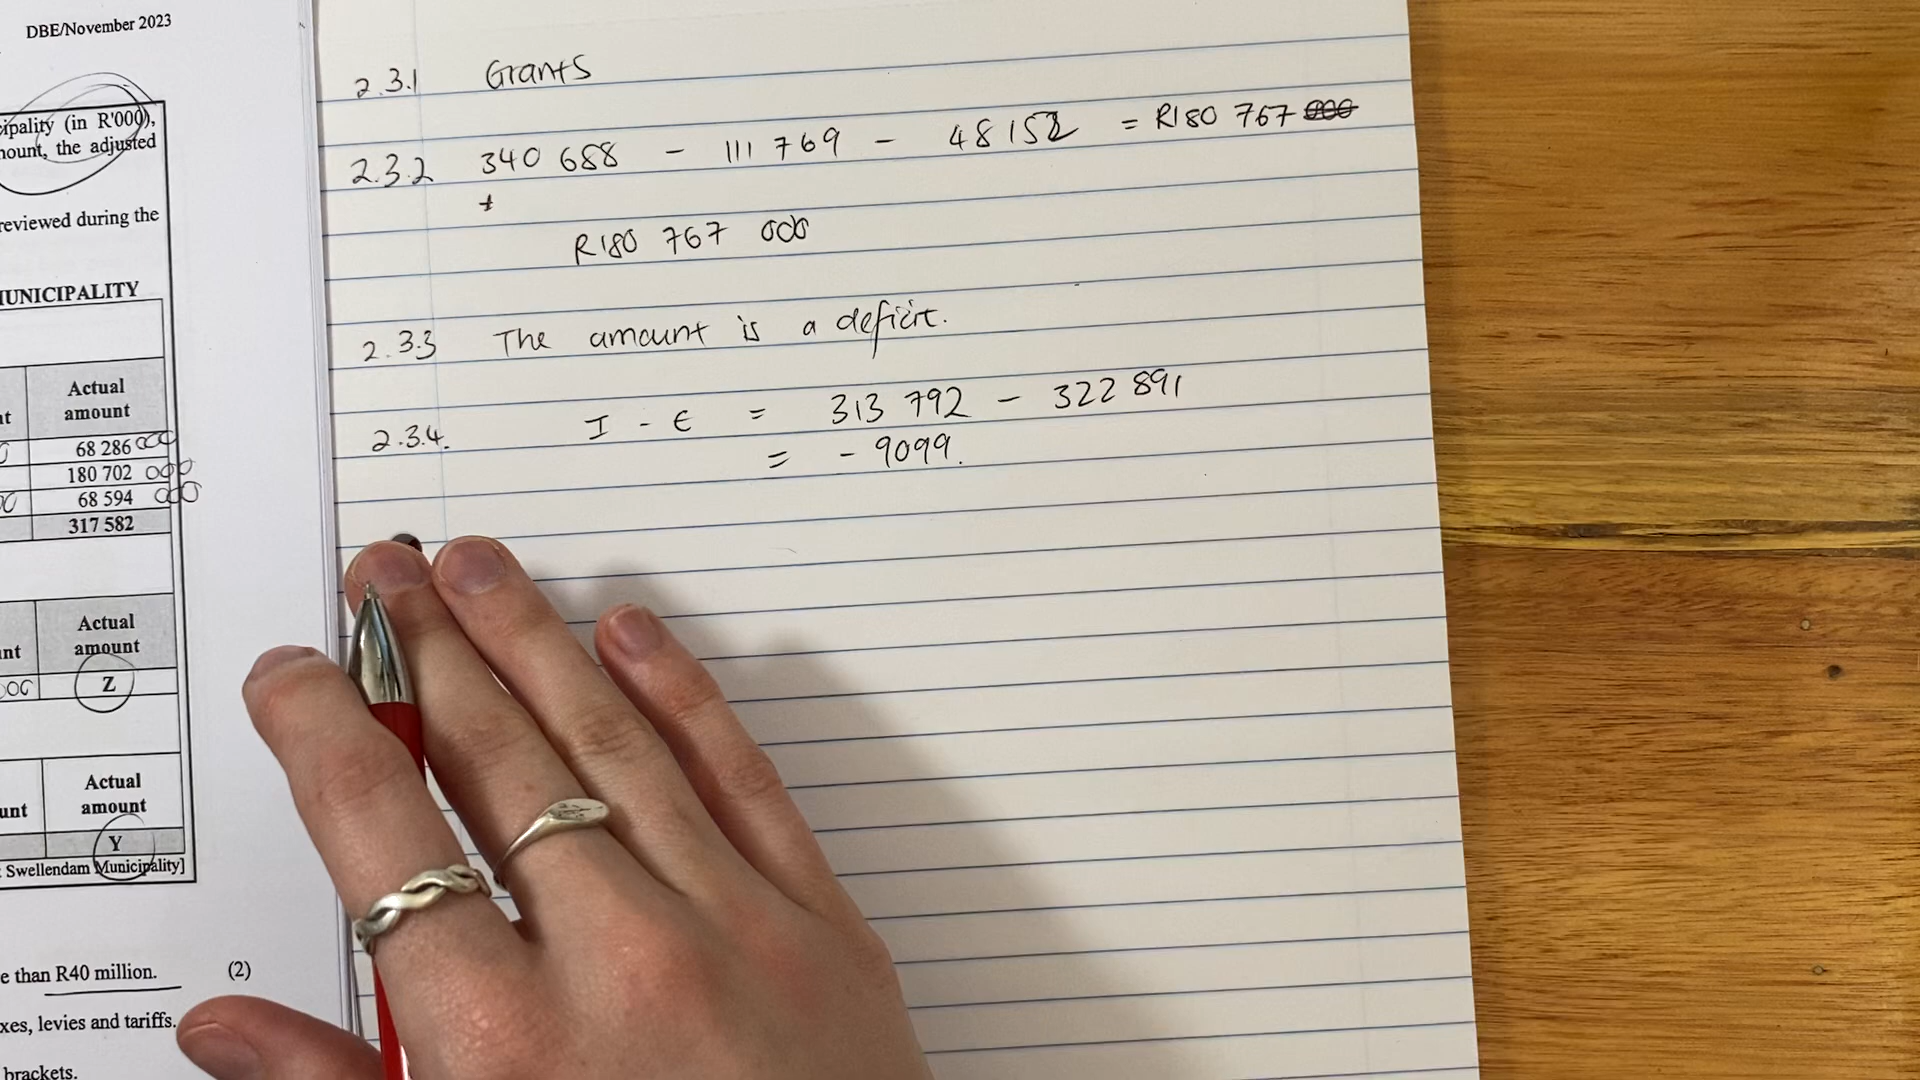 DBE/November 2023
cipality (in R'000),
mount, the adjusted
reviewed during the
MUNICIPALITY
Actual
amount
68 286 000
180 702 000
68 594 000
317 582
Actual
amount
000
Z
Actual
amount
Y
Swellendam Municipality]
e than R40 million. (2)
xes, levies and tariffs.
brackets.
2.3.1 Grants
2.3.2 340 688 - 111 769 - 48 152 = R180 767 000
R180 767 000
2.3.3 The amount is a deficit.
2.3.4. I - E = 313 792 - 322 891
= - 9099.